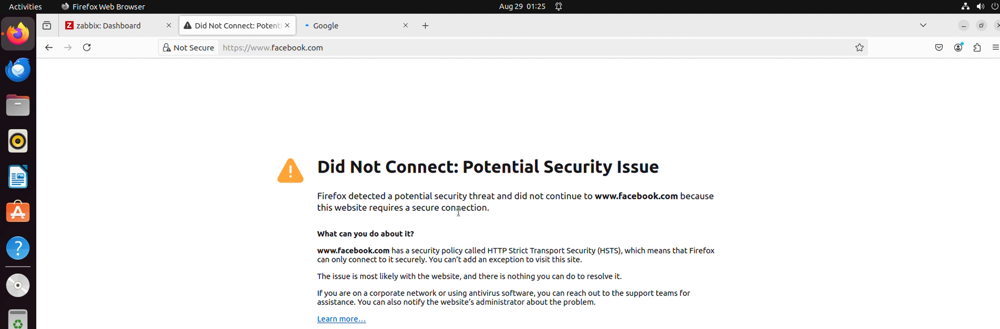 Activities
Firefox Web Browser
Aug 29 01:25
zabbix: Dashboard
Did Not Connect: Potenti
Google
Not Secure
https://www.facebook.com
Did Not Connect: Potential Security Issue
Firefox detected a potential security threat and did not continue to www.facebook.com because
this website requires a secure connection.
What can you do about it?
www.facebook.com has a security policy called HTTP Strict Transport Security (HSTS), which means that Firefox
can only connect to it securely. You can’t add an exception to visit this site.
The issue is most likely with the website, and there is nothing you can do to resolve it.
If you are on a corporate network or using antivirus software, you can reach out to the support teams for
assistance. You can also notify the website’s administrator about the problem.
Learn more…